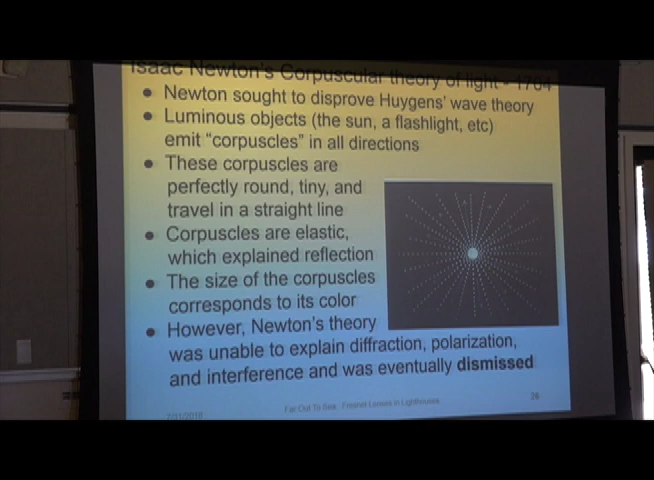 Isaac Newton's Corpuscular theory of light - 1704
• Newton sought to disprove Huygens' wave theory
• Luminous objects (the sun, a flashlight, etc)
emit "corpuscles" in all directions
• These corpuscles are
perfectly round, tiny, and
travel in a straight line
• Corpuscles are elastic,
which explained reflection
• The size of the corpuscles
corresponds to its color
• However, Newton's theory
was unable to explain diffraction, polarization,
and interference and was eventually dismissed
7/31/2018
Far Out To Sea: Fresnel Lenses in Lighthouses
26